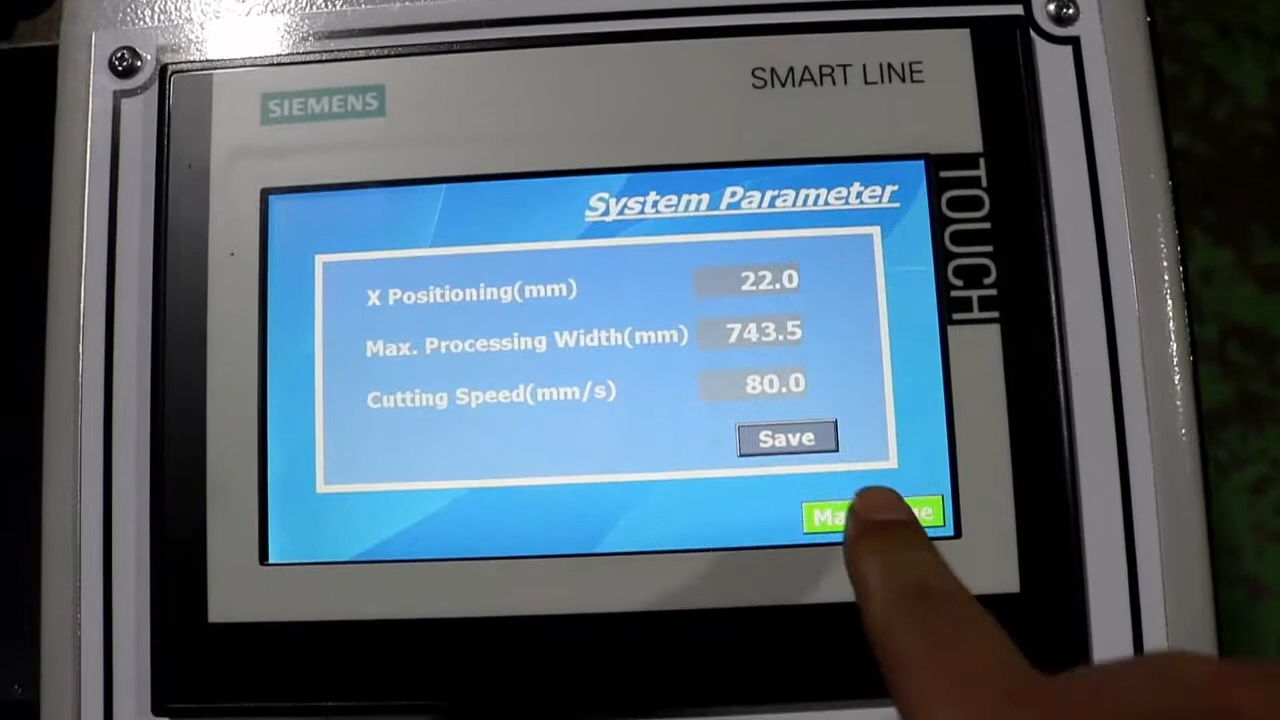 SIEMENS
SMART LINE
TOUCH
System Parameter
X Positioning(mm) 22.0
Max. Processing Width(mm) 743.5
Cutting Speed(mm/s) 80.0
Save